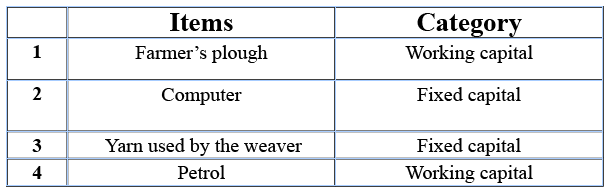 Items Category
1 Farmer’s plough Working capital
2 Computer Fixed capital
3 Yarn used by the weaver Fixed capital
4 Petrol Working capital